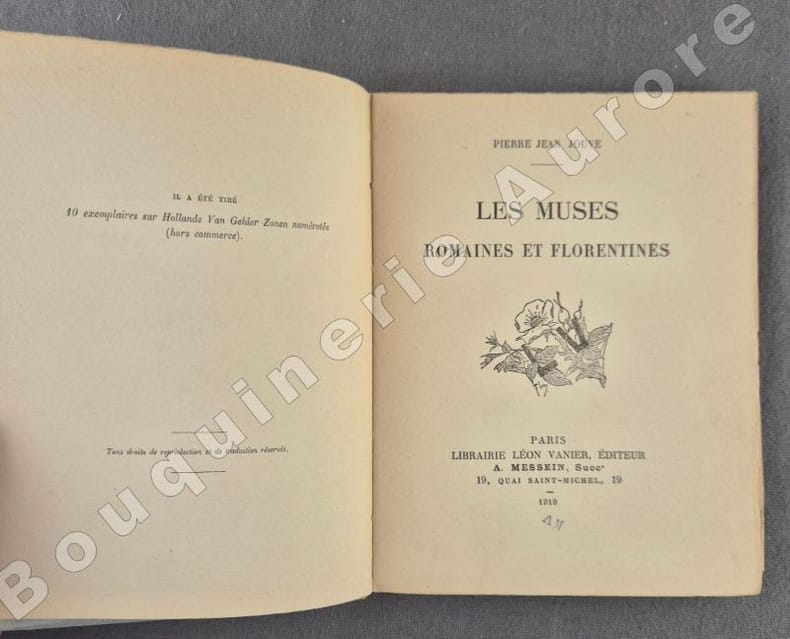 IL A ÉTÉ TIRÉ
10 exemplaires sur Hollande Van Gelder Zonen numérotés
(hors commerce).
Tous droits de reproduction et de traduction réservés.
PIERRE JEAN JOUVE
LES MUSES
ROMAINES ET FLORENTINES
PARIS
LIBRAIRIE LÉON VANIER, ÉDITEUR
A. MESSEIN, Succr
19, QUAI SAINT-MICHEL, 19
1910
Bouquinerie Aurore